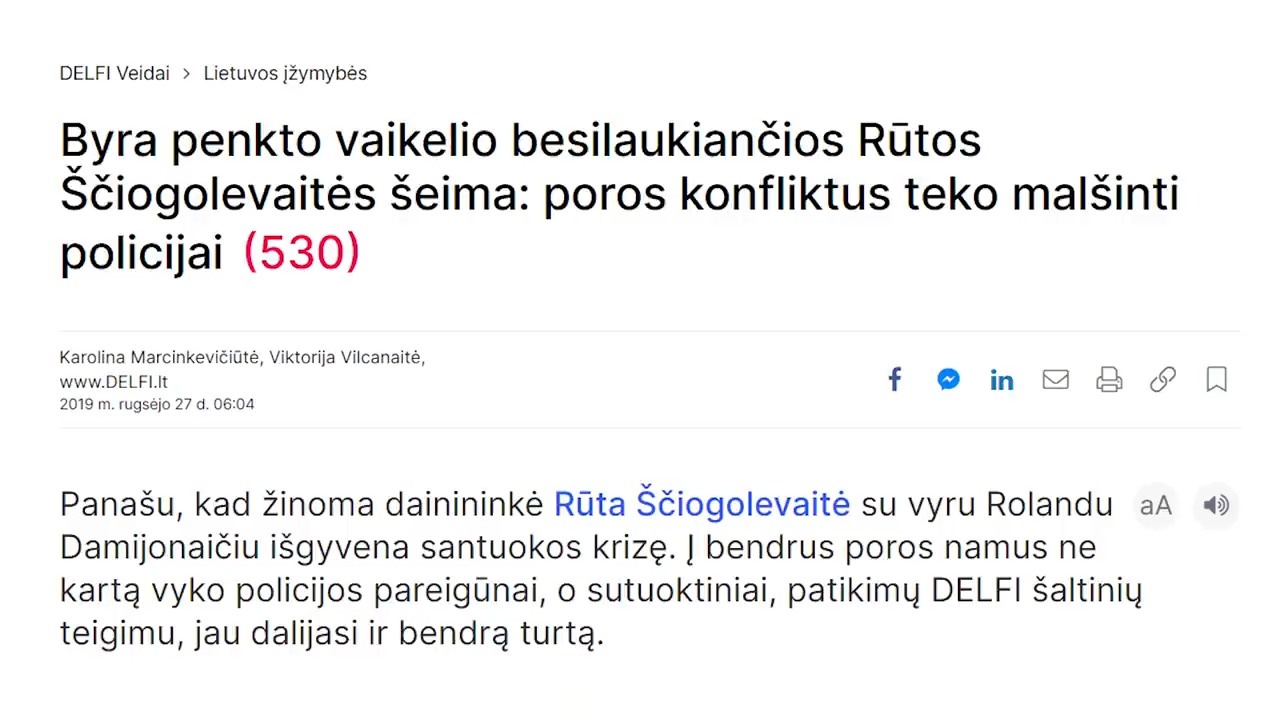 DELFI Veidai > Lietuvos įžymybės
Byra penkto vaikelio besilaukiančios Rūtos
Ščiogolevaitės šeima: poros konfliktus teko malšinti
policijai (530)
Karolina Marcinkevičiūtė, Viktorija Vilcanaitė,
www.DELFI.lt
2019 m. rugsėjo 27 d. 06:04
f in
Panašu, kad žinoma dainininkė Rūta Ščiogolevaitė su vyru Rolandu aA
Damijonaičiu išgyvena santuokos krizę. Į bendrus poros namus ne
kartą vyko policijos pareigūnai, o sutuoktiniai, patikimų DELFI šaltinių
teigimu, jau dalijasi ir bendrą turtą.